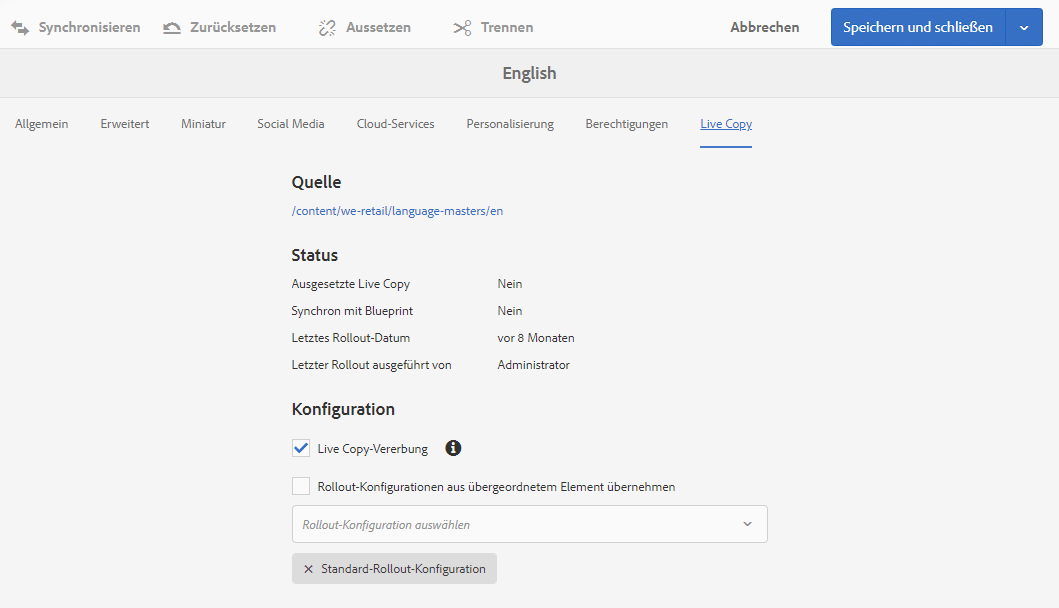 Synchronisieren Zurücksetzen Aussetzen Trennen Abbrechen Speichern und schließen
English
Allgemein Erweitert Miniatur Social Media Cloud-Services Personalisierung Berechtigungen Live Copy
Quelle
/content/we-retail/language-masters/en
Status
Ausgesetzte Live Copy Nein
Synchron mit Blueprint Nein
Letztes Rollout-Datum vor 8 Monaten
Letzter Rollout ausgeführt von Administrator
Konfiguration
Live Copy-Vererbung
Rollout-Konfigurationen aus übergeordnetem Element übernehmen
Rollout-Konfiguration auswählen
Standard-Rollout-Konfiguration